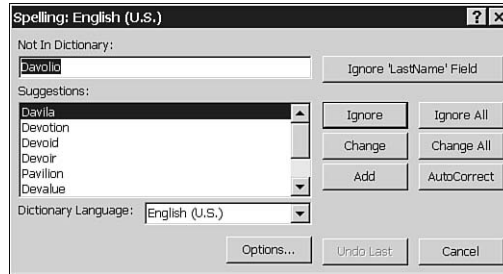 Spelling: English (U.S.)
Not In Dictionary:
Davolio
Ignore 'LastName' Field
Suggestions:
Davila
Devotion
Devoid
Devoir
Pavilion
Devalue
Ignore
Ignore All
Change
Change All
Add
AutoCorrect
Dictionary Language: English (U.S.)
Options...
Undo Last
Cancel